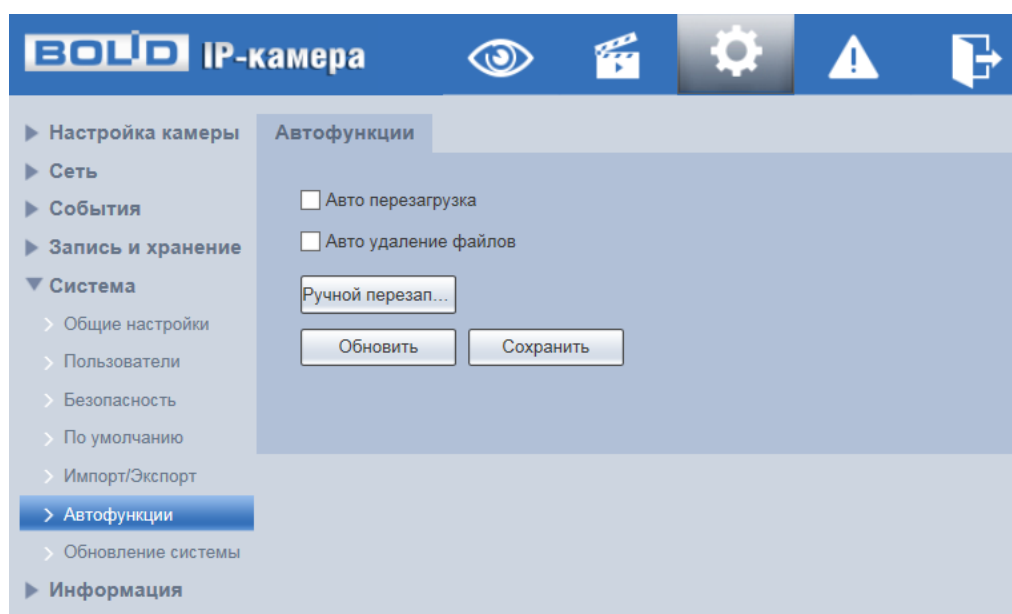 BOLID IP-камера
Настройка камеры
Сеть
События
Запись и хранение
Система
Общие настройки
Пользователи
Безопасность
По умолчанию
Импорт/Экспорт
Автофункции
Обновление системы
Информация
Автофункции
Авто перезагрузка
Авто удаление файлов
Ручной перезап...
Обновить Сохранить